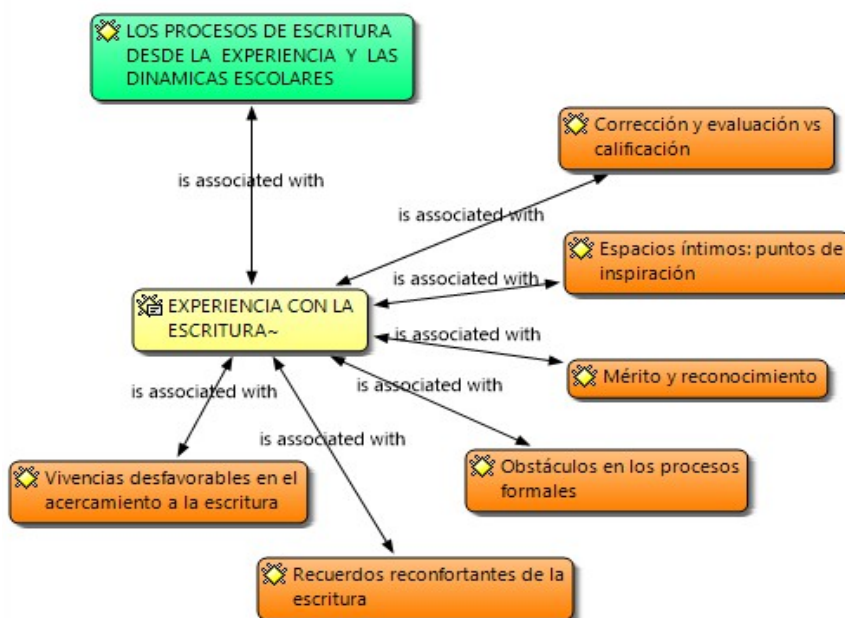 LOS PROCESOS DE ESCRITURA
DESDE LA EXPERIENCIA Y LAS
DINAMICAS ESCOLARES
is associated with
Corrección y evaluación vs
calificación
is associated with
Espacios íntimos: puntos de
inspiración
is associated with
EXPERIENCIA CON LA
ESCRITURA~
is associated with
Mérito y reconocimiento
is associated with
is associated with
is associated with
Obstáculos en los procesos
formales
Vivencias desfavorables en el
acercamiento a la escritura
Recuerdos reconfortantes de la
escritura